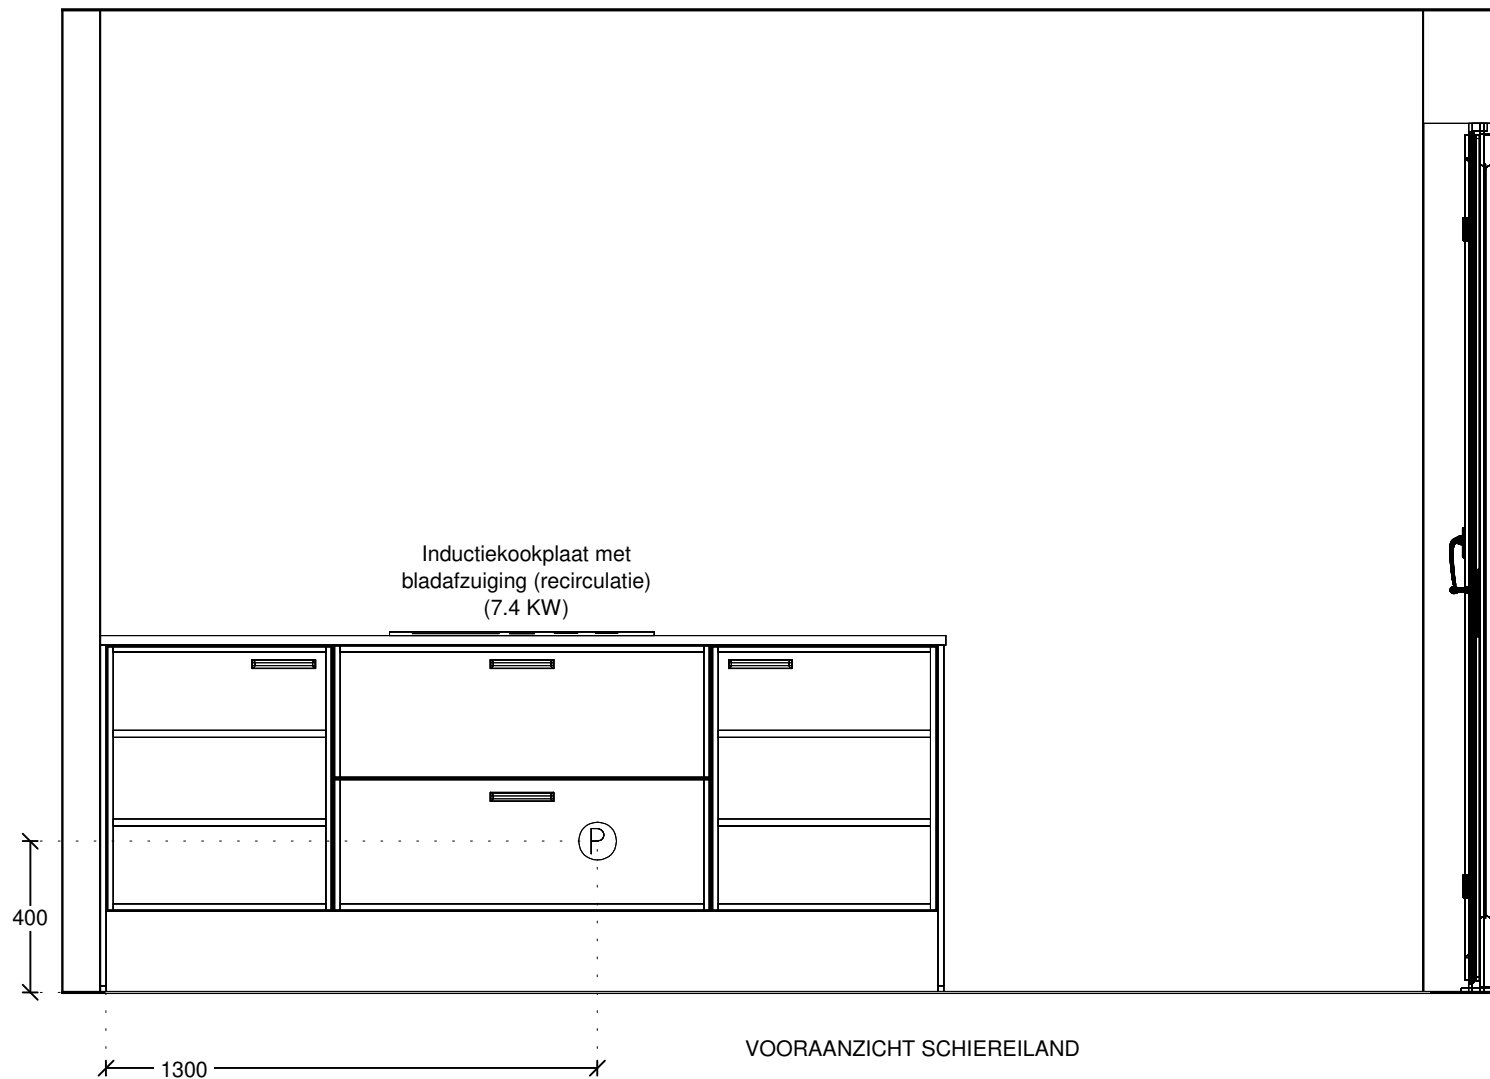 Inductiekookplaat met
bladafzuiging (recirculatie)
(7.4 KW)
P
400
1300
VOORAANZICHT SCHIEREILAND